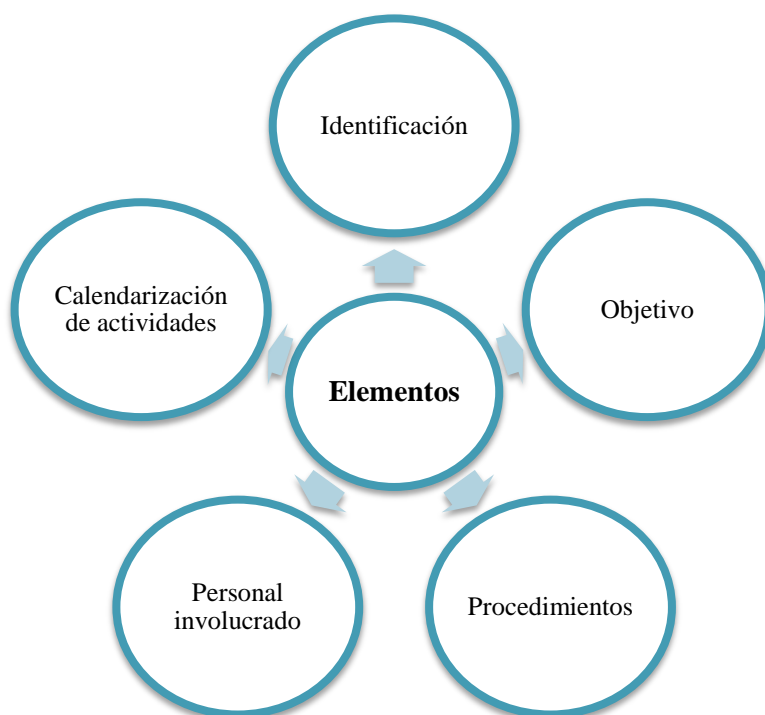 Identificación
Calendarización
de actividades
Objetivo
Elementos
Personal
involucrado
Procedimientos